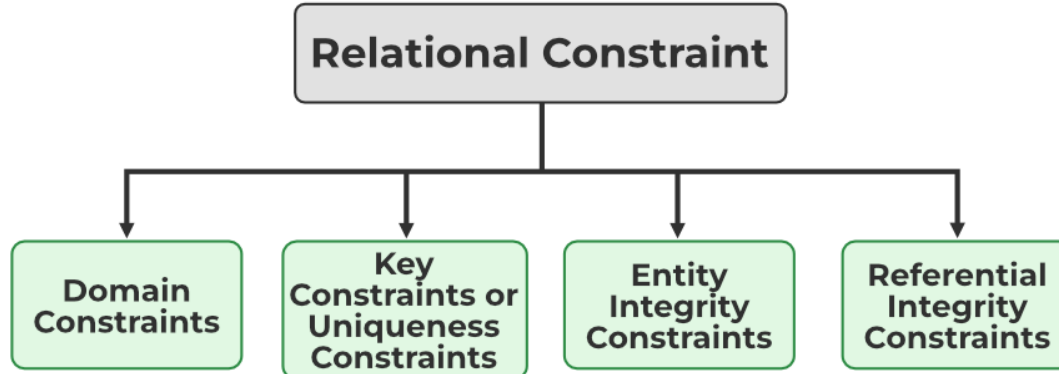 Relational Constraint
Domain
Constraints
Key
Constraints or
Uniqueness
Constraints
Entity
Integrity
Constraints
Referential
Integrity
Constraints